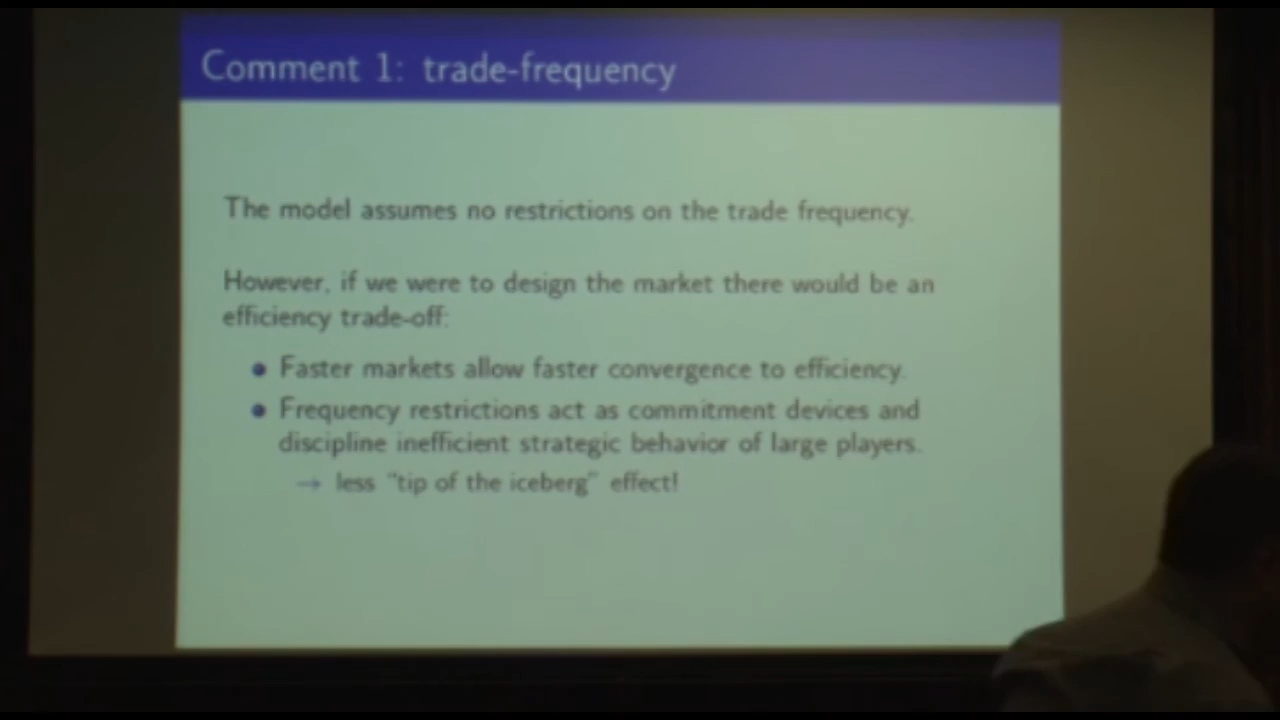 Comment 1: trade-frequency
The model assumes no restrictions on the trade frequency.
However, if we were to design the market there would be an
efficiency trade-off:
• Faster markets allow faster convergence to efficiency.
• Frequency restrictions act as commitment devices and
discipline inefficient strategic behavior of large players.
→ less "tip of the iceberg" effect!